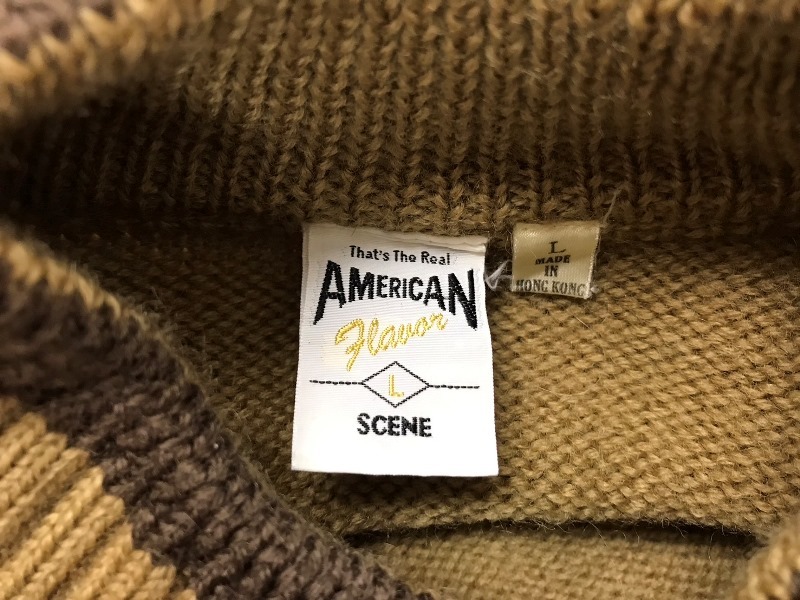 That's The Real
AMERICAN
Flavor
L
SCENE
L
MADE
IN
HONG KONG